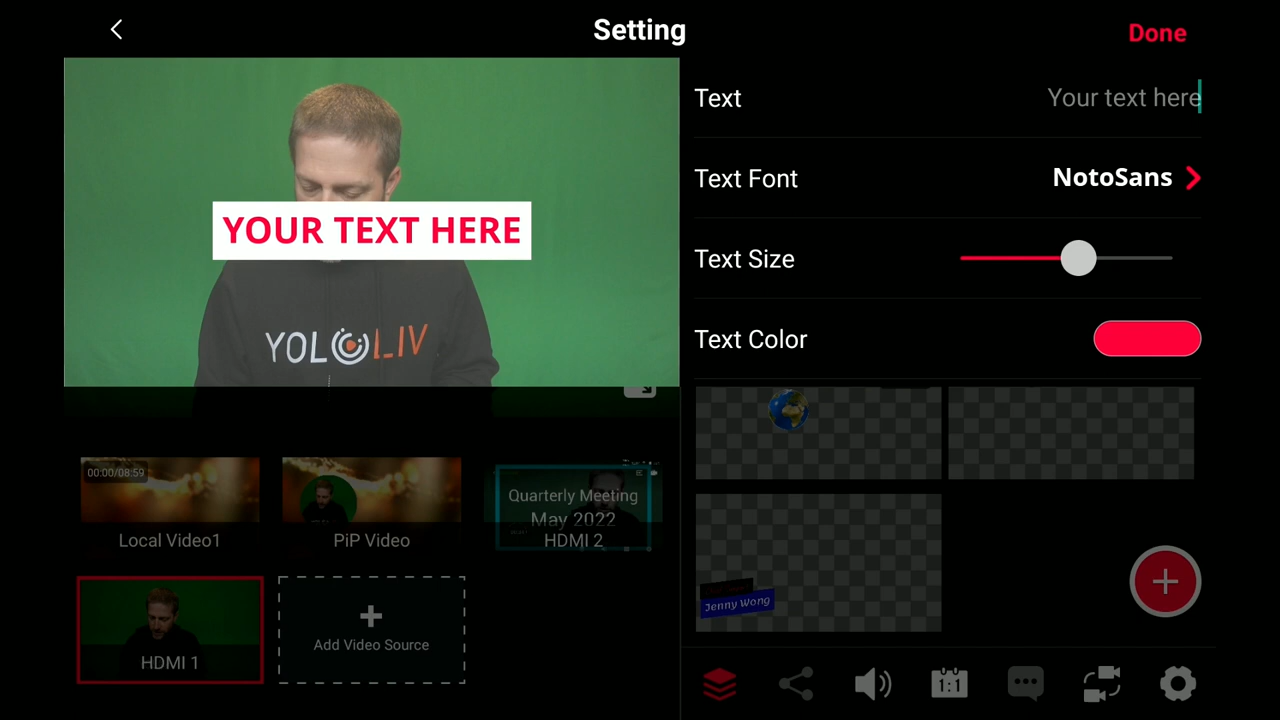 Setting
Done
Text
Your text here
Text Font
NotoSans
Text Size
Text Color
YOUR TEXT HERE
YOLOLIV
00:00/08:59
Local Video1
PiP Video
Quarterly Meeting
May 2022
HDMI 2
HDMI 1
Add Video Source
Jenny Wong
1:1